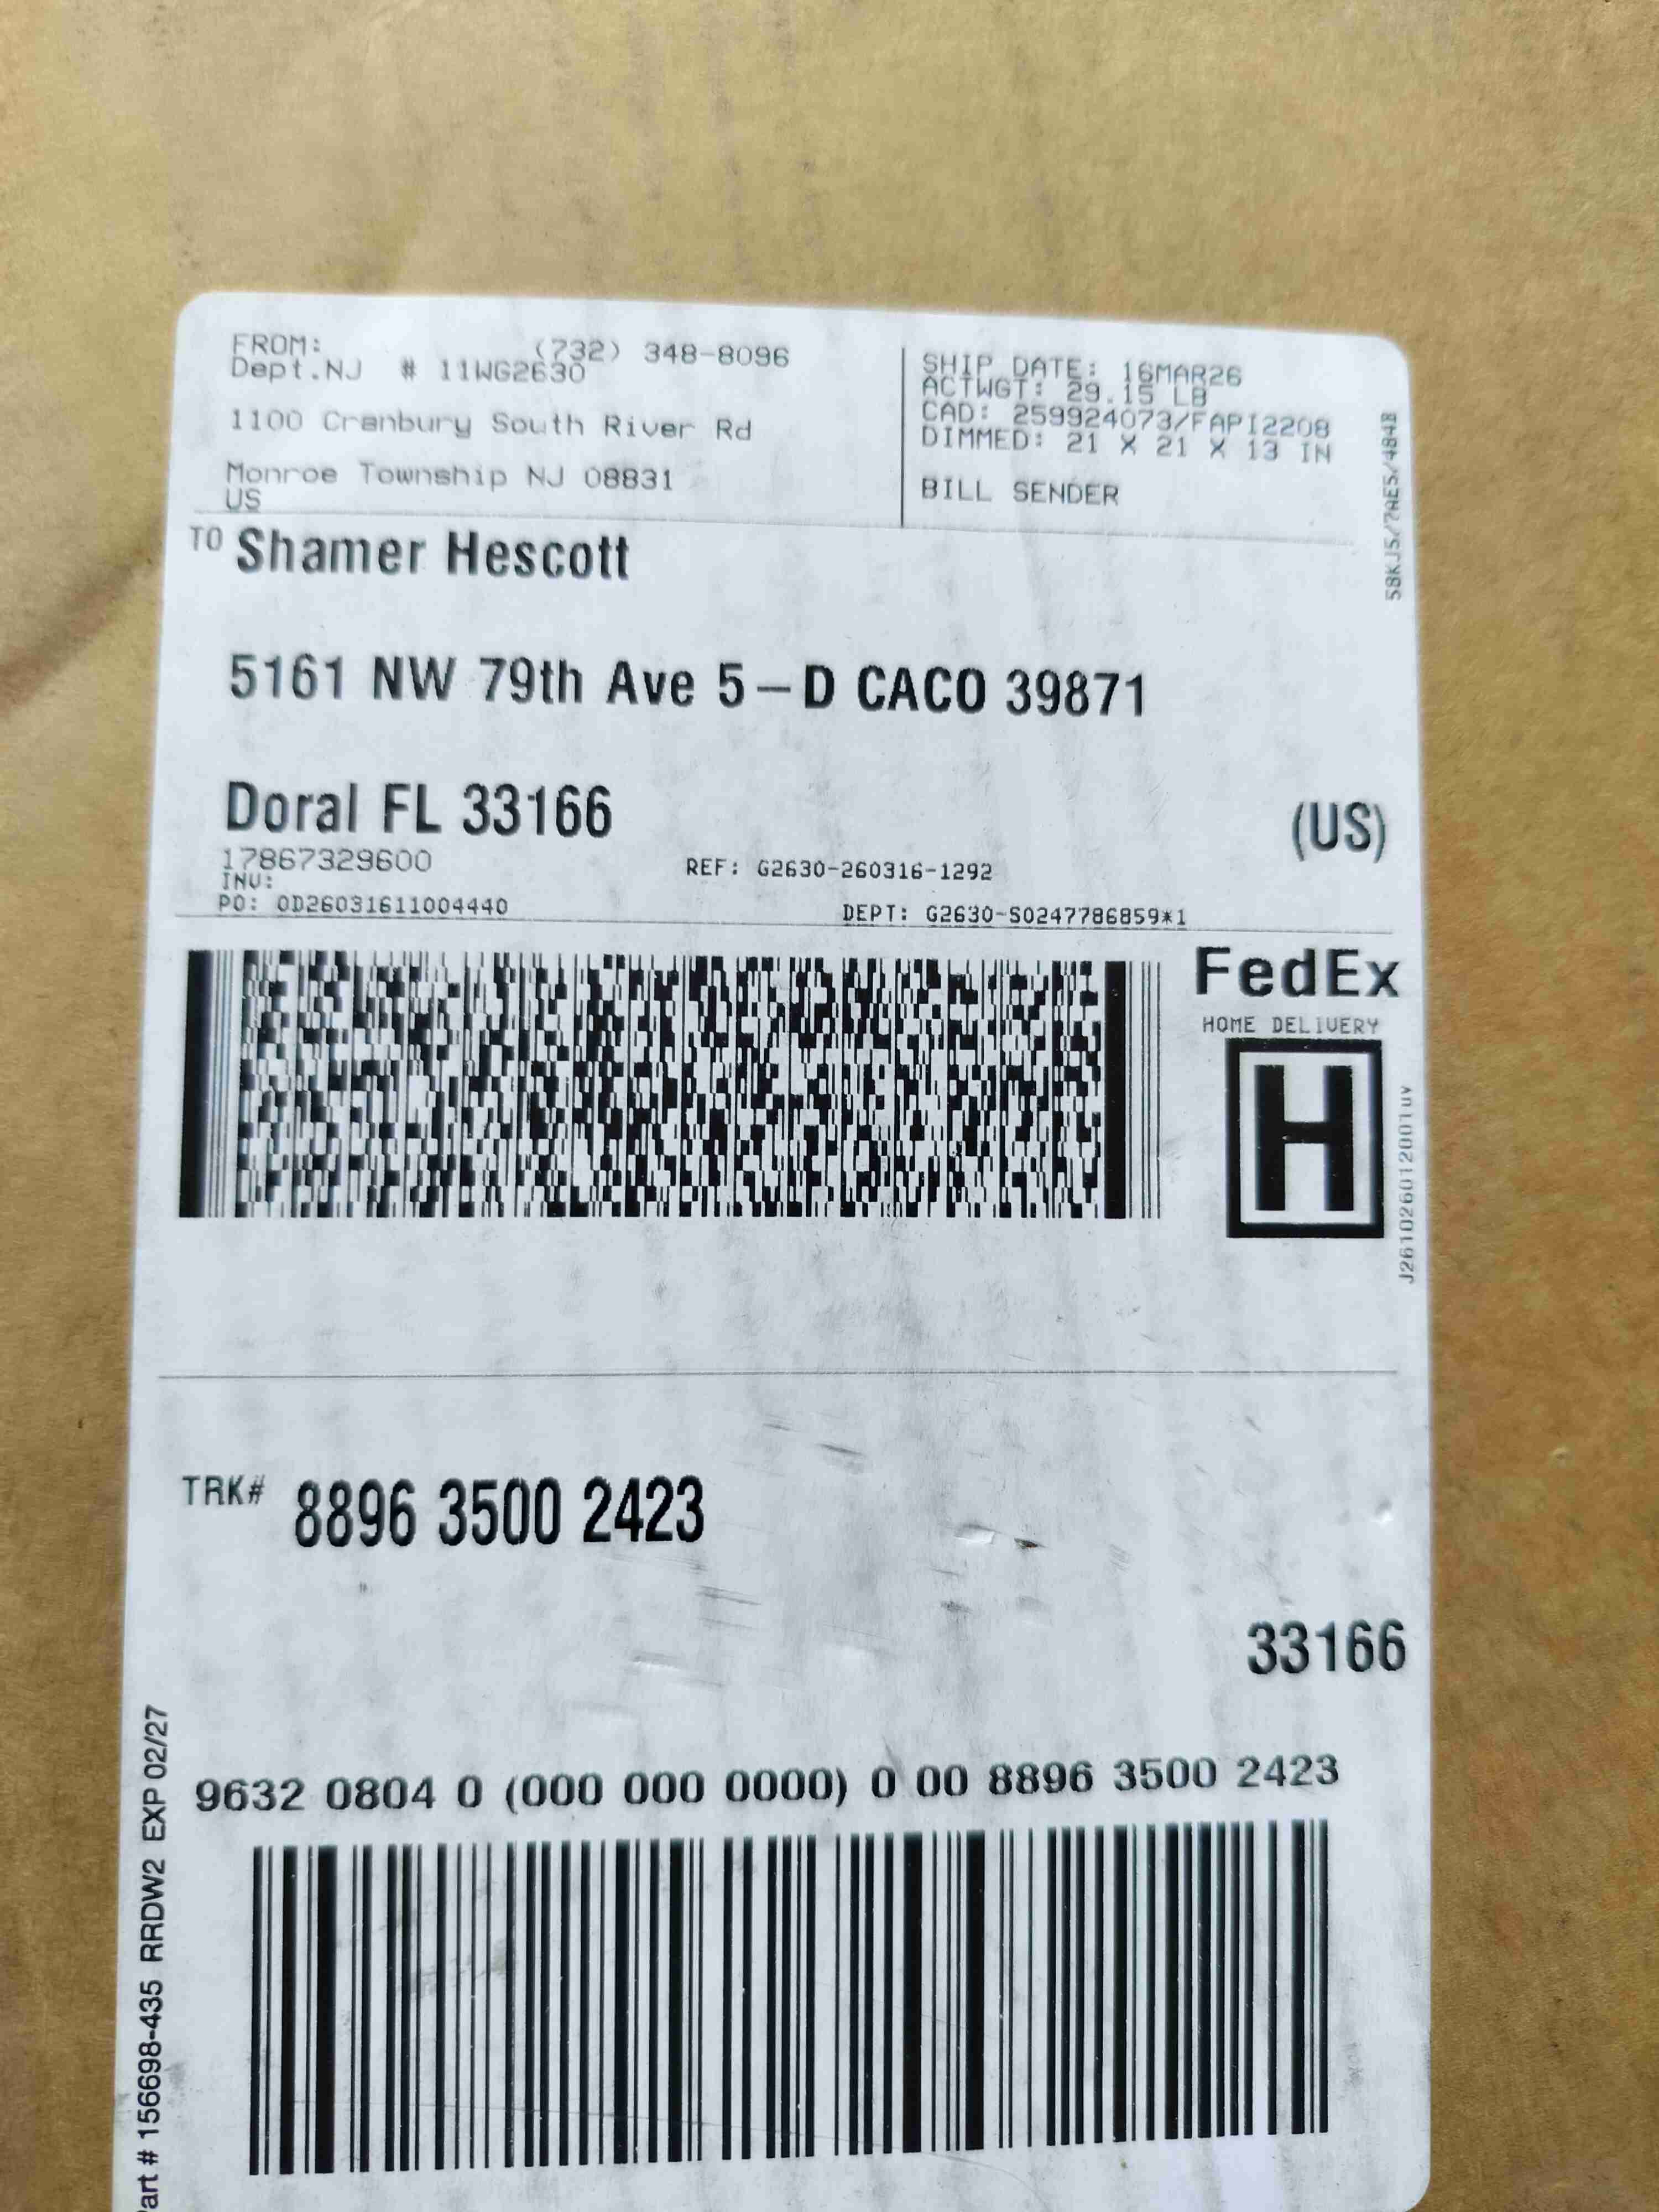 FROM: (732) 348-8096
Dept.NJ # 11WG2630
1100 Cranbury South River Rd
Monroe Township NJ 08831
US
SHIP DATE: 16MAR26
ACTWGT: 29.15 LB
CAD: 259924073/FAPI2208
DIMMED: 21 X 21 X 13 IN
BILL SENDER
58KJ5/7AE5/484B
TO Shamer Hescott
5161 NW 79th Ave 5-D CACO 39871
Doral FL 33166 (US)
17867329600
REF: G2630-260316-1292
INV:
PO: OD26031611004440
DEPT: G2630-S0247786859*1
FedEx
HOME DELIVERY
H
J261026012001uv
TRK# 8896 3500 2423
33166
9632 0804 0 (000 000 0000) 0 00 8896 3500 2423
Part # 156698-435 RRDW2 EXP 02/27